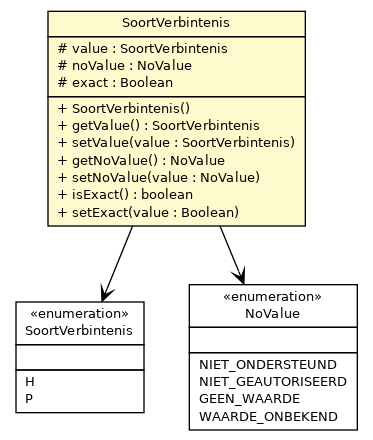 SoortVerbintenis
# value : SoortVerbintenis
# noValue : NoValue
# exact : Boolean
+ SoortVerbintenis()
+ getValue() : SoortVerbintenis
+ setValue(value : SoortVerbintenis)
+ getNoValue() : NoValue
+ setNoValue(value : NoValue)
+ isExact() : boolean
+ setExact(value : Boolean)
«enumeration»
SoortVerbintenis
H
P
«enumeration»
NoValue
NIET_ONDERSTEUND
NIET_GEAUTORISEERD
GEEN_WAARDE
WAARDE_ONBEKEND